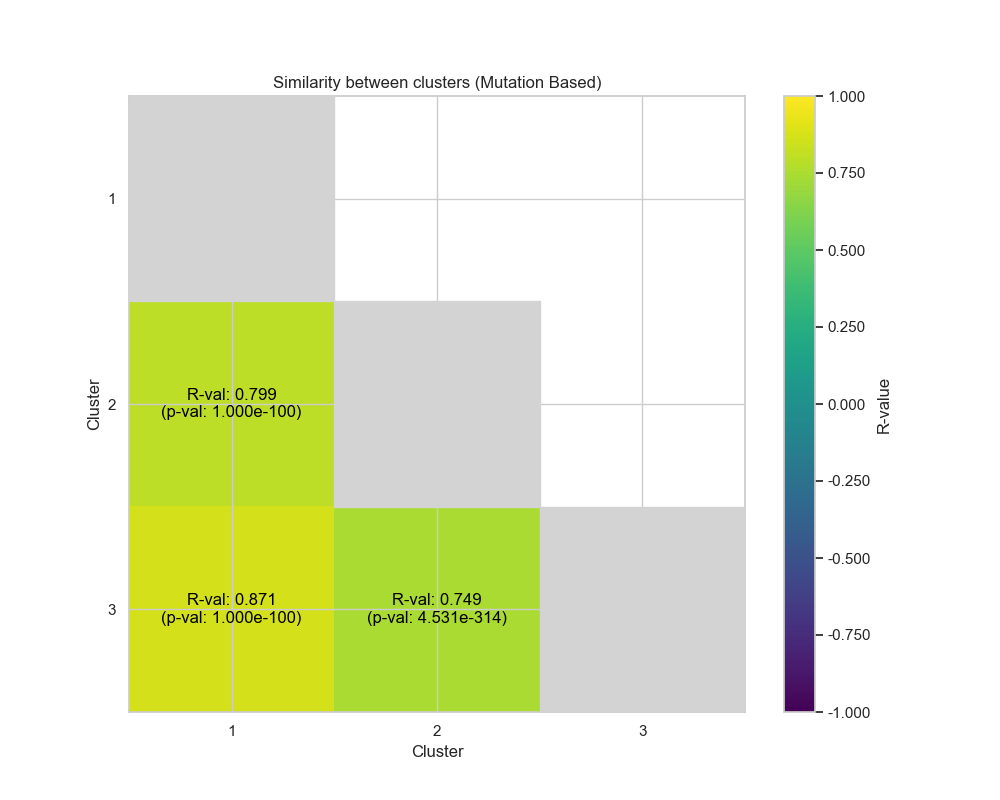 Similarity between clusters (Mutation Based)
1
2
3
Cluster
R-val: 0.799
(p-val: 1.000e-100)
R-val: 0.871
(p-val: 1.000e-100)
R-val: 0.749
(p-val: 4.531e-314)
1
2
3
Cluster
1.000
0.750
0.500
0.250
0.000
-0.250
-0.500
-0.750
-1.000
R-value